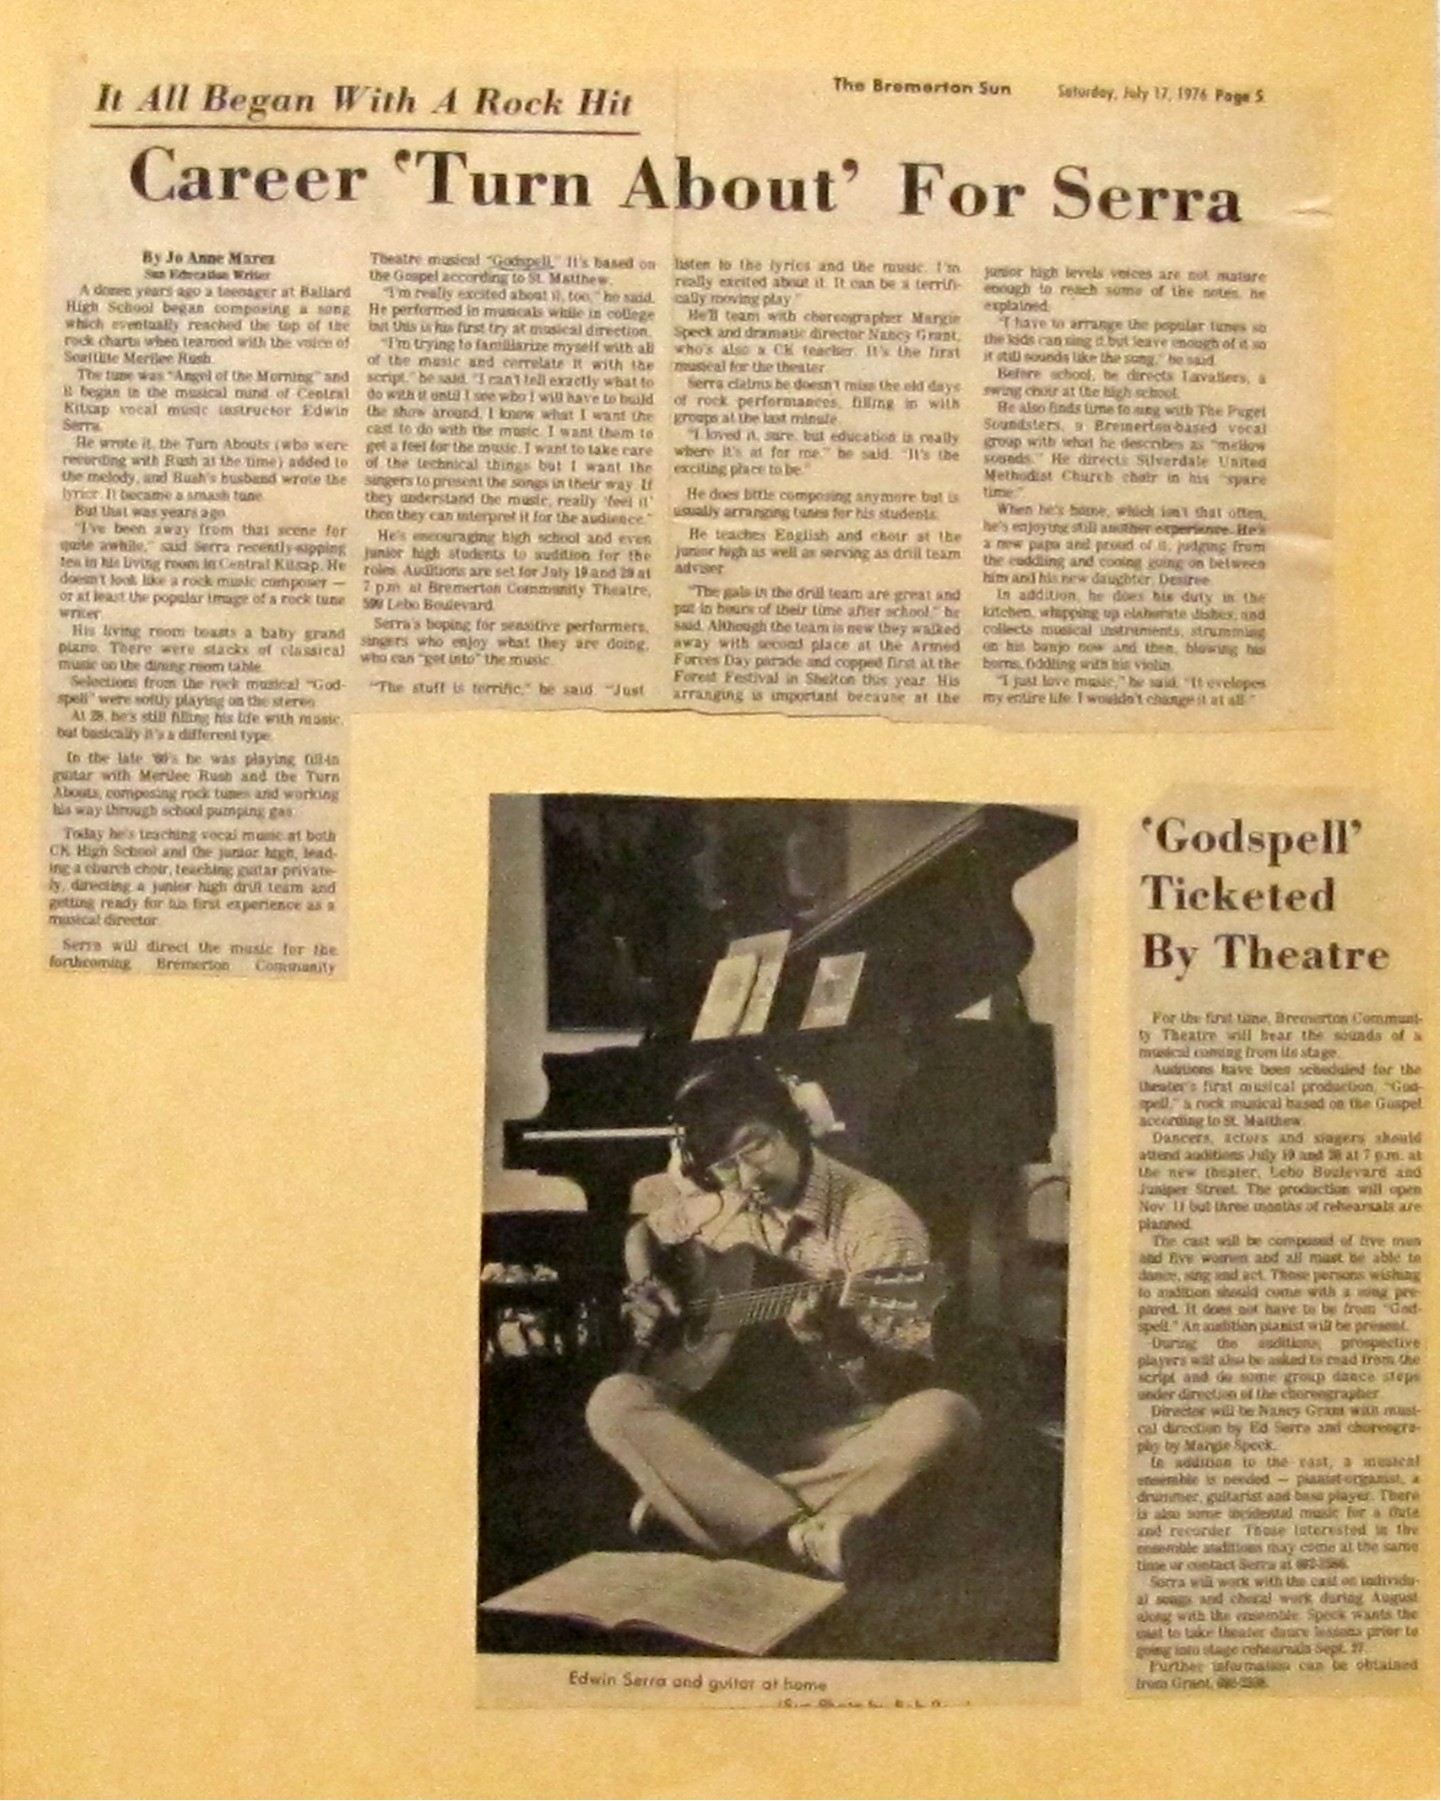 It All Began With A Rock Hit
The Bremerton Sun Saturday, July 17, 1976 Page 5
Career 'Turn About' For Serra
By Jo Anne Marez
Sun Education Writer
A dozen years ago a teenager at Ballard
High School began composing a song
which eventually reached the top of the
rock charts when teamed with the voice of
Seattlite Merilee Rush.
The tune was "Angel of the Morning" and
it began in the musical mind of Central
Kitsap vocal music instructor Edwin
Serra.
He wrote it, the Turn Abouts (who were
recording with Rush at the time) added to
the melody, and Rush's husband wrote the
lyrics. It became a smash tune.
But that was years ago.
"I've been away from that scene for
quite awhile," said Serra recently-sipping
tea in his living room in Central Kitsap. He
doesn't look like a rock music composer —
or at least the popular image of a rock tune
writer.
His living room boasts a baby grand
piano. There were stacks of classical
music on the dining room table.
Selections from the rock musical "God-
spell" were softly playing on the stereo.
At 28, he's still filling his life with music,
but basically it's a different type.
In the late '60's he was playing fill-in
guitar with Merilee Rush and the Turn
Abouts, composing rock tunes and working
his way through school pumping gas.
Today he's teaching vocal music at both
CK High School and the junior high, lead-
ing a church choir, teaching guitar private-
ly, directing a junior high drill team and
getting ready for his first experience as a
musical director.
Serra will direct the music for the
forthcoming Bremerton Community
Theatre musical "Godspell." It's based on
the Gospel according to St. Matthew.
"I'm really excited about it, too," he said.
He performed in musicals while in college
but this is his first try at musical direction.
"I'm trying to familiarize myself with all
of the music and correlate it with the
script," he said. "I can't tell exactly what to
do with it until I see who I will have to build
the show around. I know what I want the
cast to do with the music. I want them to
get a feel for the music. I want to take care
of the technical things but I want the
singers to present the songs in their way. If
they understand the music, really 'feel it'
then they can interpret it for the audience."
He's encouraging high school and even
junior high students to audition for the
roles. Auditions are set for July 19 and 20 at
7 p.m. at Bremerton Community Theatre,
599 Lebo Boulevard.
Serra's hoping for sensitive performers,
singers who enjoy what they are doing,
who can "get into" the music.
"The stuff is terrific," he said. "Just
listen to the lyrics and the music. I'm
really excited about it. It can be a terrifi-
cally moving play."
He'll team with choreographer Margie
Speck and dramatic director Nancy Grant,
who's also a CK teacher. It's the first
musical for the theater.
Serra claims he doesn't miss the old days
of rock performances, filling in with
groups at the last minute.
"I loved it, sure, but education is really
where it's at for me," he said. "It's the
exciting place to be."
He does little composing anymore but is
usually arranging tunes for his students.
He teaches English and choir at the
junior high as well as serving as drill team
adviser.
"The gals in the drill team are great and
put in hours of their time after school," he
said. Although the team is new they walked
away with second place at the Armed
Forces Day parade and copped first at the
Forest Festival in Shelton this year. His
arranging is important because at the
junior high levels voices are not mature
enough to reach some of the notes, he
explained.
"I have to arrange the popular tunes so
the kids can sing it but leave enough of it so
it still sounds like the song," he said.
Before school, he directs Lavaliers, a
swing choir at the high school.
He also finds time to sing with The Puget
Soundsters, a Bremerton-based vocal
group with what he describes as "mellow
sounds." He directs Silverdale United
Methodist Church choir in his "spare
time."
When he's home, which isn't that often,
he's enjoying still another experience. He's
a new papa and proud of it, judging from
the cuddling and cooing going on between
him and his new daughter, Desiree.
In addition, he does his duty in the
kitchen, whipping up elaborate dishes, and
collects musical instruments, strumming
on his banjo now and then, blowing his
horns, fiddling with his violin.
"I just love music," he said. "It evelopes
my entire life. I wouldn't change it at all."
Edwin Serra and guitar at home
(Sun Photo by
'Godspell'
Ticketed
By Theatre
For the first time, Bremerton Communi-
ty Theatre will hear the sounds of a
musical coming from its stage.
Auditions have been scheduled for the
theater's first musical production, "God-
spell," a rock musical based on the Gospel
according to St. Matthew.
Dancers, actors and singers should
attend auditions July 19 and 20 at 7 p.m. at
the new theater, Lebo Boulevard and
Juniper Street. The production will open
Nov. 11 but three months of rehearsals are
planned.
The cast will be composed of five men
and five women and all must be able to
dance, sing and act. Those persons wishing
to audition should come with a song pre-
pared. It does not have to be from "God-
spell." An audition pianist will be present.
During the auditions, prospective
players will also be asked to read from the
script and do some group dance steps
under direction of the choreographer.
Director will be Nancy Grant with musi-
cal direction by Ed Serra and choreogra-
phy by Margie Speck.
In addition to the cast, a musical
ensemble is needed — pianist-organist, a
drummer, guitarist and bass player. There
is also some incidental music for a flute
and recorder. Those interested in the
ensemble auditions may come at the same
time or contact Serra at
Serra will work with the cast on individu-
al songs and choral work during August
along with the ensemble. Speck wants the
cast to take theater dance lessons prior to
going into stage rehearsals Sept. 27.
Further information can be obtained
from Grant,